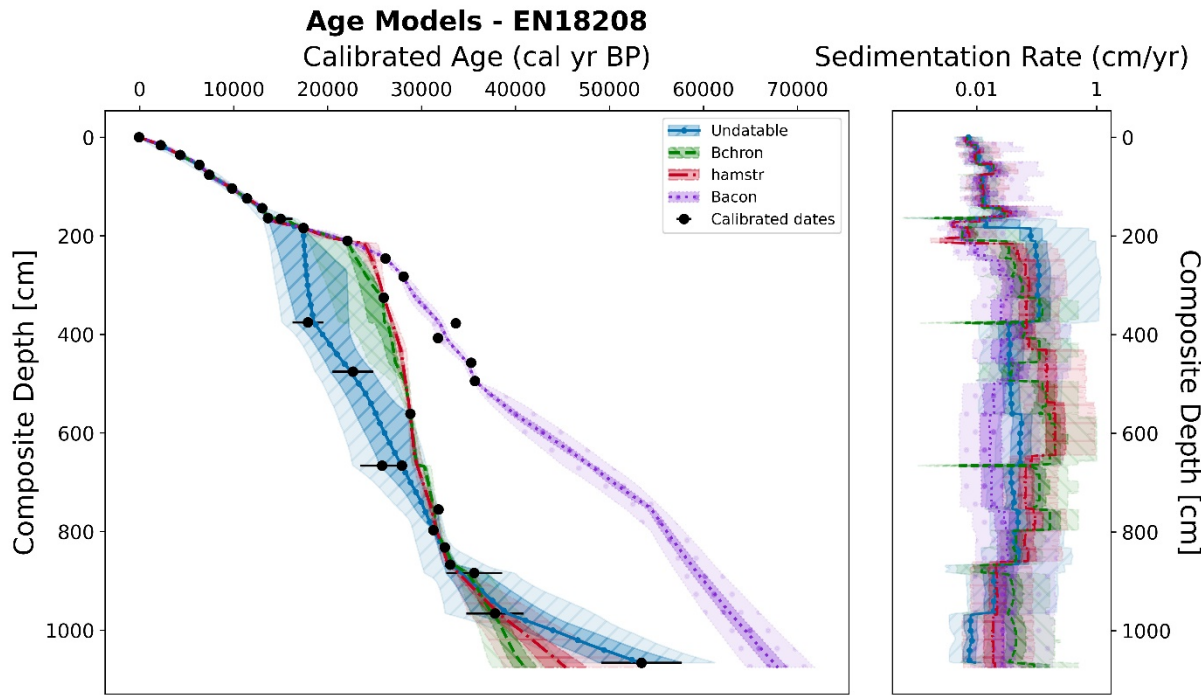 Age Models - EN18208
Calibrated Age (cal yr BP)
0 10000 20000 30000 40000 50000 60000 70000
Composite Depth [cm]
0
200
400
600
800
1000
Undatable
Bchron
hamstr
Bacon
Calibrated dates
Sedimentation Rate (cm/yr)
0.01 1
0
200
400
600
800
1000
Composite Depth [cm]